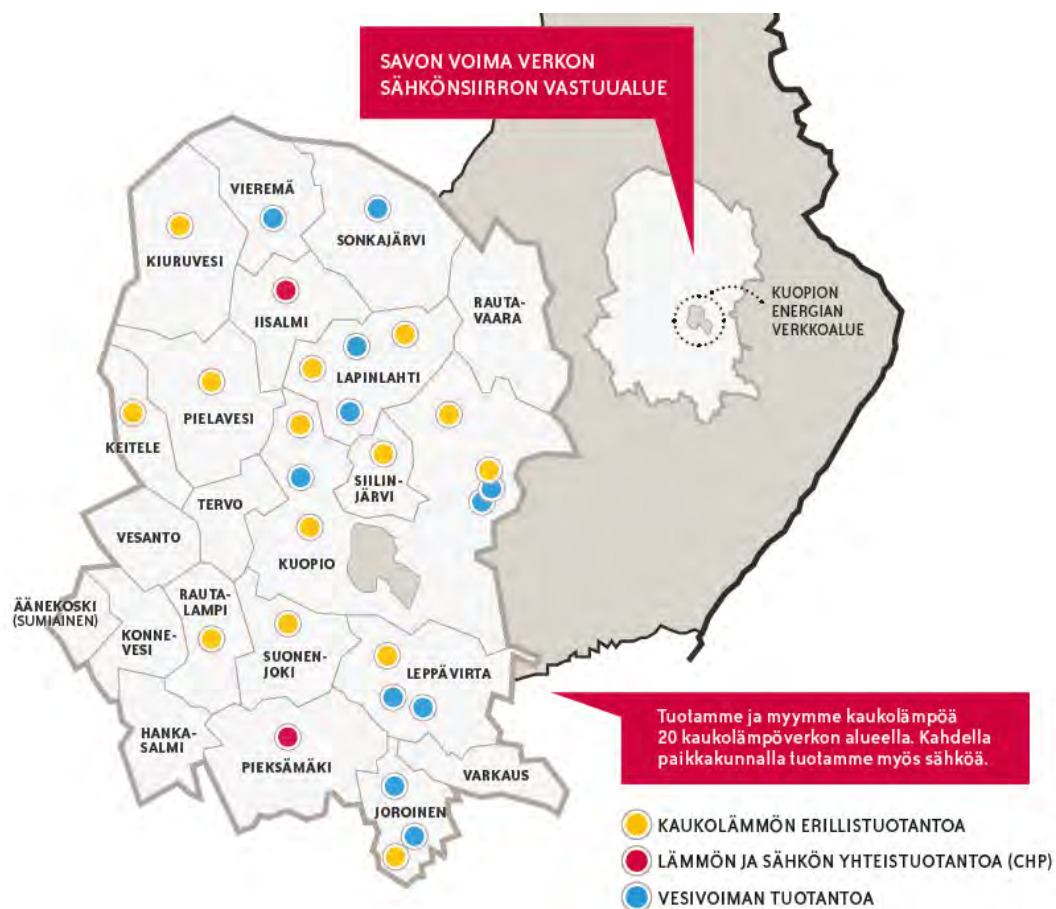 SAVON VOIMA VERKON
SÄHKÖNSIIRRON VASTUUALUE
VIEREMÄ
SONKAJÄRVI
KIURUVESI
RAUTA-
VAARA
KUOPION
ENERGIAN
VERKKOALUE
IISALMI
LAPINLAHTI
PIELAVESI
KEITELE
SIILIN-
JÄRVI
TERVO
VESANTO
KUOPIO
RAUTA-
LAMPI
ÄÄNEKOSKI
(SUMIAINEN)
KONNE-
VESI
SUONEN-
JOKI
LEPPÄVIRTA
HANKA-
SALMI
PIEKSÄMÄKI
VARKAUS
JOROINEN
Tuotamme ja myymme kaukolämpöä
20 kaukolämpöverkon alueella. Kahdella
paikkakunnalla tuotamme myös sähköä.
KAUKOLÄMMÖN ERILLISTUOTANTOA
LÄMMÖN JA SÄHKÖN YHTEISTUOTANTOA (CHP)
VESIVOIMAN TUOTANTOA